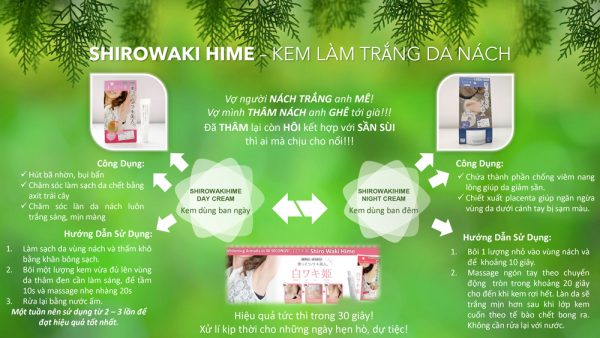 SHIROWAKI HIME - KEM LÀM TRẮNG DA NÁCH
Vợ người NÁCH TRẮNG anh MÊ!
Vợ mình THÂM NÁCH anh GHÊ tới già!!!
Đã THÂM lại còn HÔI kết hợp với SẦN SÙI
thì ai mà chịu cho nổi!!!
Công Dụng:
✓ Hút bã nhờn, bụi bẩn
✓ Chăm sóc làm sạch da chết bằng
axit trái cây
✓ Chăm sóc làn da nách luôn
trắng sáng, mịn màng
Hướng Dẫn Sử Dụng:
1. Làm sạch da vùng nách và thấm khô
bằng khăn bông sạch.
2. Bôi một lượng kem vừa đủ lên vùng
da thâm đen cần làm sáng, để tầm
10s và massage nhẹ nhàng 20s
3. Rửa lại bằng nước ấm.
Một tuần nên sử dụng từ 2 – 3 lần để
đạt hiệu quả tốt nhất.
SHIROWAKIHIME
DAY CREAM
Kem dùng ban ngày
SHIROWAKIHIME
NIGHT CREAM
Kem dùng ban đêm
Công Dụng:
✓ Chứa thành phần chống viêm nang
lông giúp da giảm sần.
✓ Chiết xuất placenta giúp ngăn ngừa
vùng da dưới cánh tay bị sạm màu.
Hướng Dẫn Sử Dụng:
1. Bôi 1 lượng nhỏ vào vùng nách và
để khoảng 10 giây.
2. Massage ngón tay theo chuyển
động tròn trong khoảng 20 giây
cho đến khi kem rơi hết. Làn da sẽ
trắng mịn hơn sau khi lớp kem
cuốn theo tế bào chết bong ra.
Không cần rửa lại với nước.
Shiro Waki Hime
白ワキ姫
Hiệu quả tức thì trong 30 giây!
Xử lí kịp thời cho những ngày hẹn hò, dự tiệc!